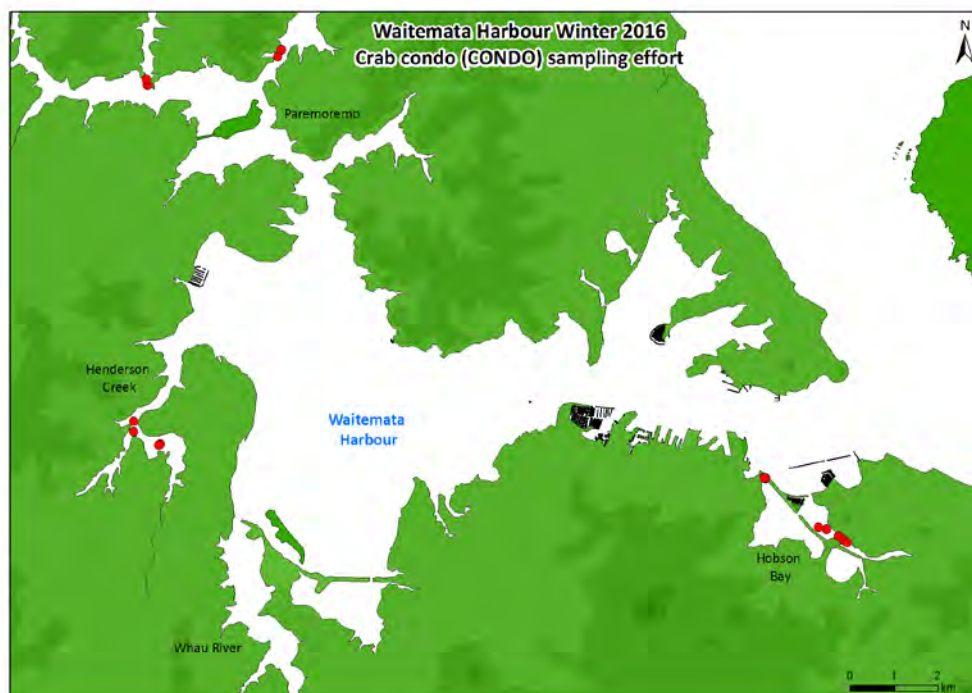 Waitemata Harbour Winter 2016
Crab condo (CONDO) sampling effort
N
Paremoremo
Henderson
Creek
Waitemata
Harbour
Hobson
Bay
Whau River
0 1 2
km